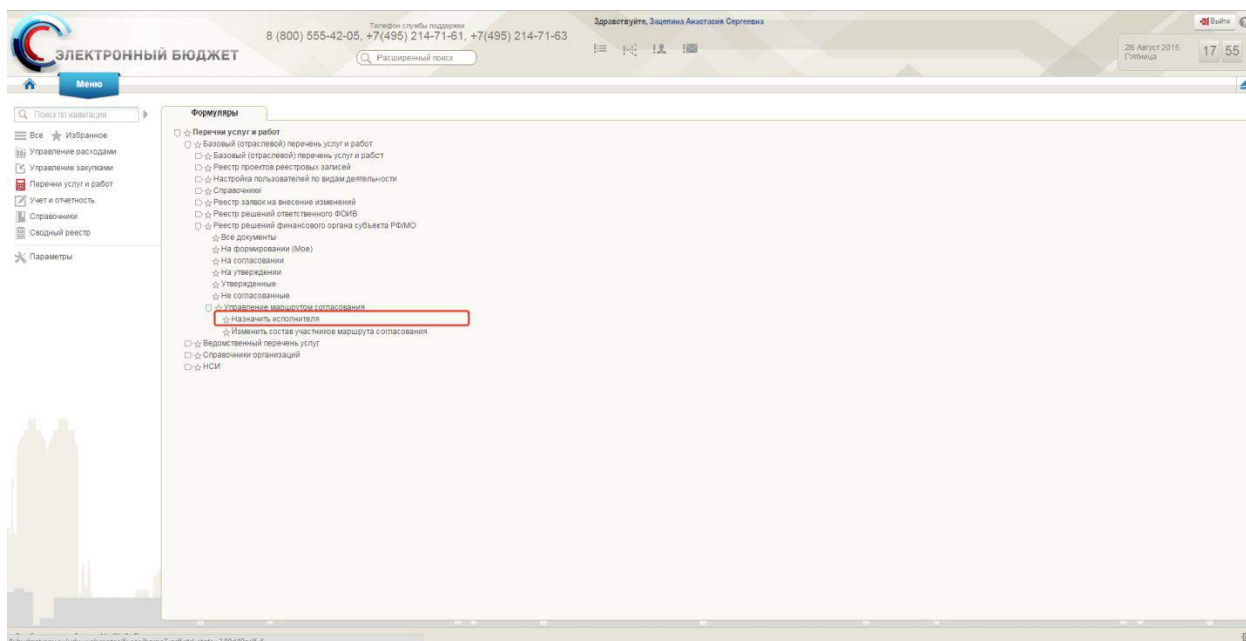 Телефон службы поддержки
8 (800) 555-42-05, +7(495) 214-71-61, +7(495) 214-71-63
Здравствуйте, Зацепина Анастасия Сергеевна
Выйти
ЭЛЕКТРОННЫЙ БЮДЖЕТ
Расширенный поиск
28 Август 2015
Пятница
17 55
Меню
Поиск по навигации
Все Избранное
Управление расходами
Управление закупками
Перечни услуг и работ
Учет и отчетность
Справочники
Сводный реестр
Параметры
Формуляры
Перечни услуг и работ
Базовый (отраслевой) перечень услуг и работ
Базовый (отраслевой) перечень услуг и работ
Реестр проектов реестровых записей
Настройка пользователей по видам деятельности
Справочники
Реестр заявок на внесение изменений
Реестр решений ответственного ФОИВ
Реестр решений финансового органа субъекта РФ/МО
Все документы
На формировании (Мое)
На согласовании
На утверждении
Утвержденные
Не согласованные
Управление маршрутом согласования
Назначить исполнителя
Изменить состав участников маршрута согласования
Ведомственный перечень услуг
Справочники организаций
НСИ